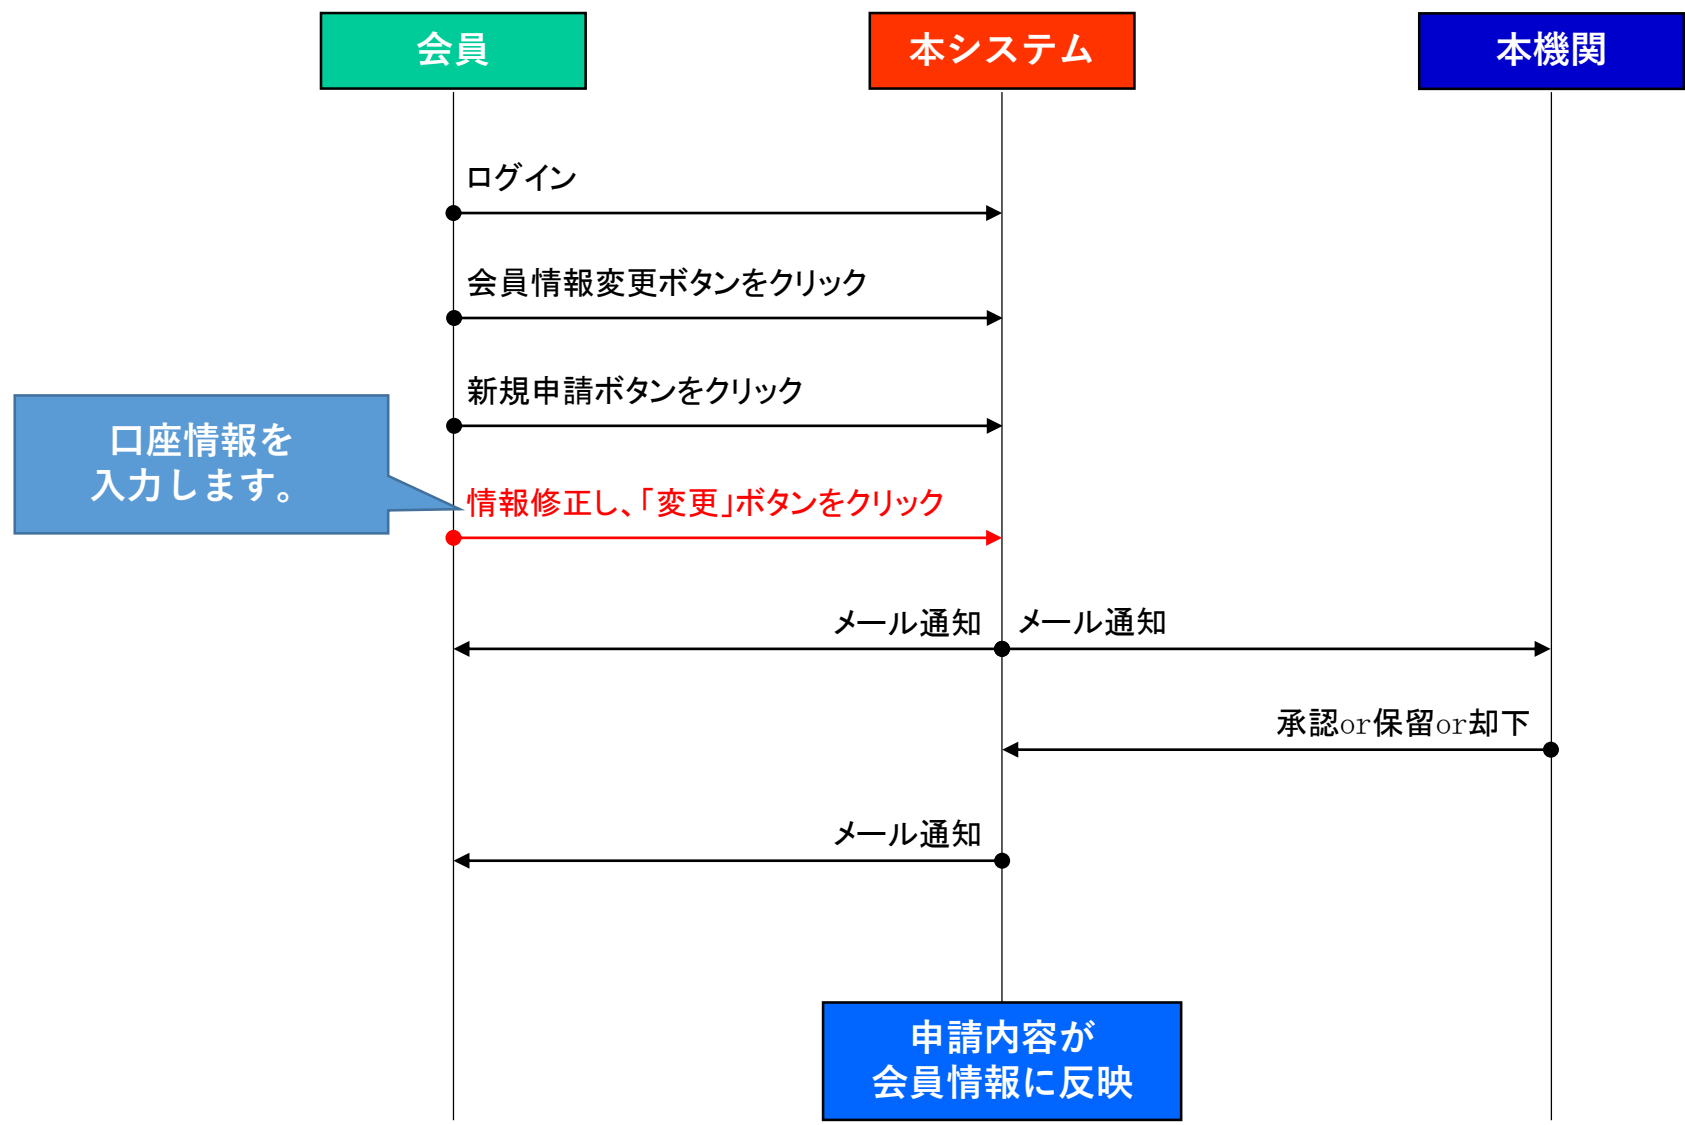 会員
本システム
本機関
ログイン
会員情報変更ボタンをクリック
新規申請ボタンをクリック
口座情報を
入力します。
情報修正し、「変更」ボタンをクリック
メール通知
メール通知
承認or保留or却下
メール通知
申請内容が
会員情報に反映